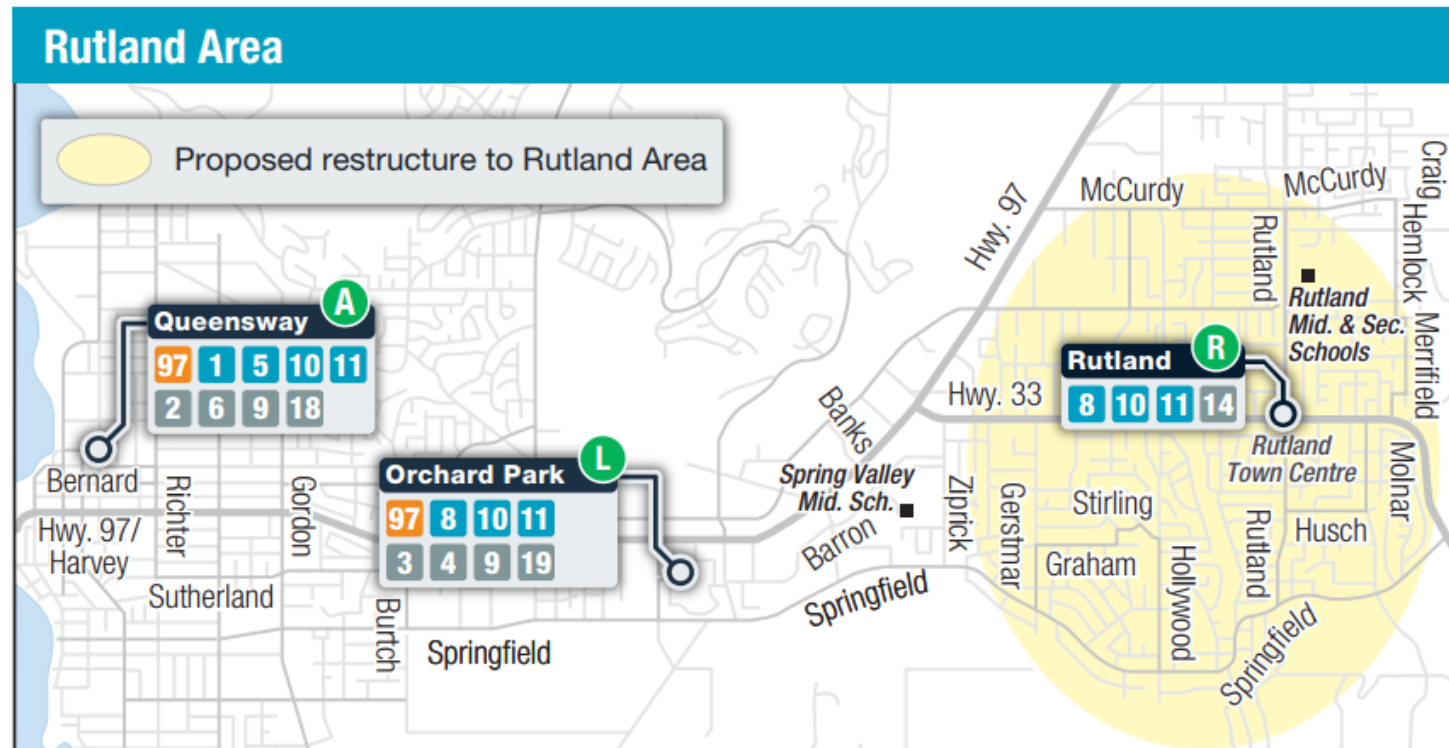 Rutland Area
Proposed restructure to Rutland Area
Queensway A
97 1 5 10 11
2 6 9 18
Orchard Park L
97 8 10 11
3 4 9 19
Rutland R
8 10 11 14
Rutland
Town Centre
Rutland
Mid. & Sec.
Schools
Spring Valley
Mid. Sch.
McCurdy
McCurdy
Craig
Hemlock
Merrifield
Rutland
Hwy. 97
Hwy. 33
Banks
Barron
Ziprick
Gerstmar
Stirling
Graham
Hollywood
Rutland
Husch
Molnar
Springfield
Springfield
Springfield
Bernard
Hwy. 97/
Harvey
Richter
Gordon
Sutherland
Burtch